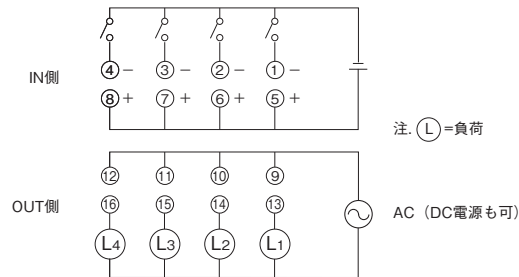 ④ − ③ − ② − ① −
IN側
⑧ + ⑦ + ⑥ + ⑤ +
注. Ⓛ=負荷
⑫ ⑪ ⑩ ⑨
OUT側
⑯ ⑮ ⑭ ⑬
AC（DC電源も可）
L4 L3 L2 L1